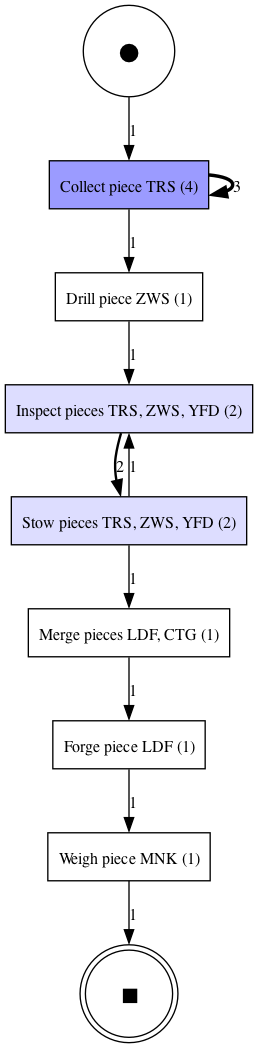 1
Collect piece TRS (4)
3
1
Drill piece ZWS (1)
1
Inspect pieces TRS, ZWS, YFD (2)
2
1
Stow pieces TRS, ZWS, YFD (2)
1
Merge pieces LDF, CTG (1)
1
Forge piece LDF (1)
1
Weigh piece MNK (1)
1